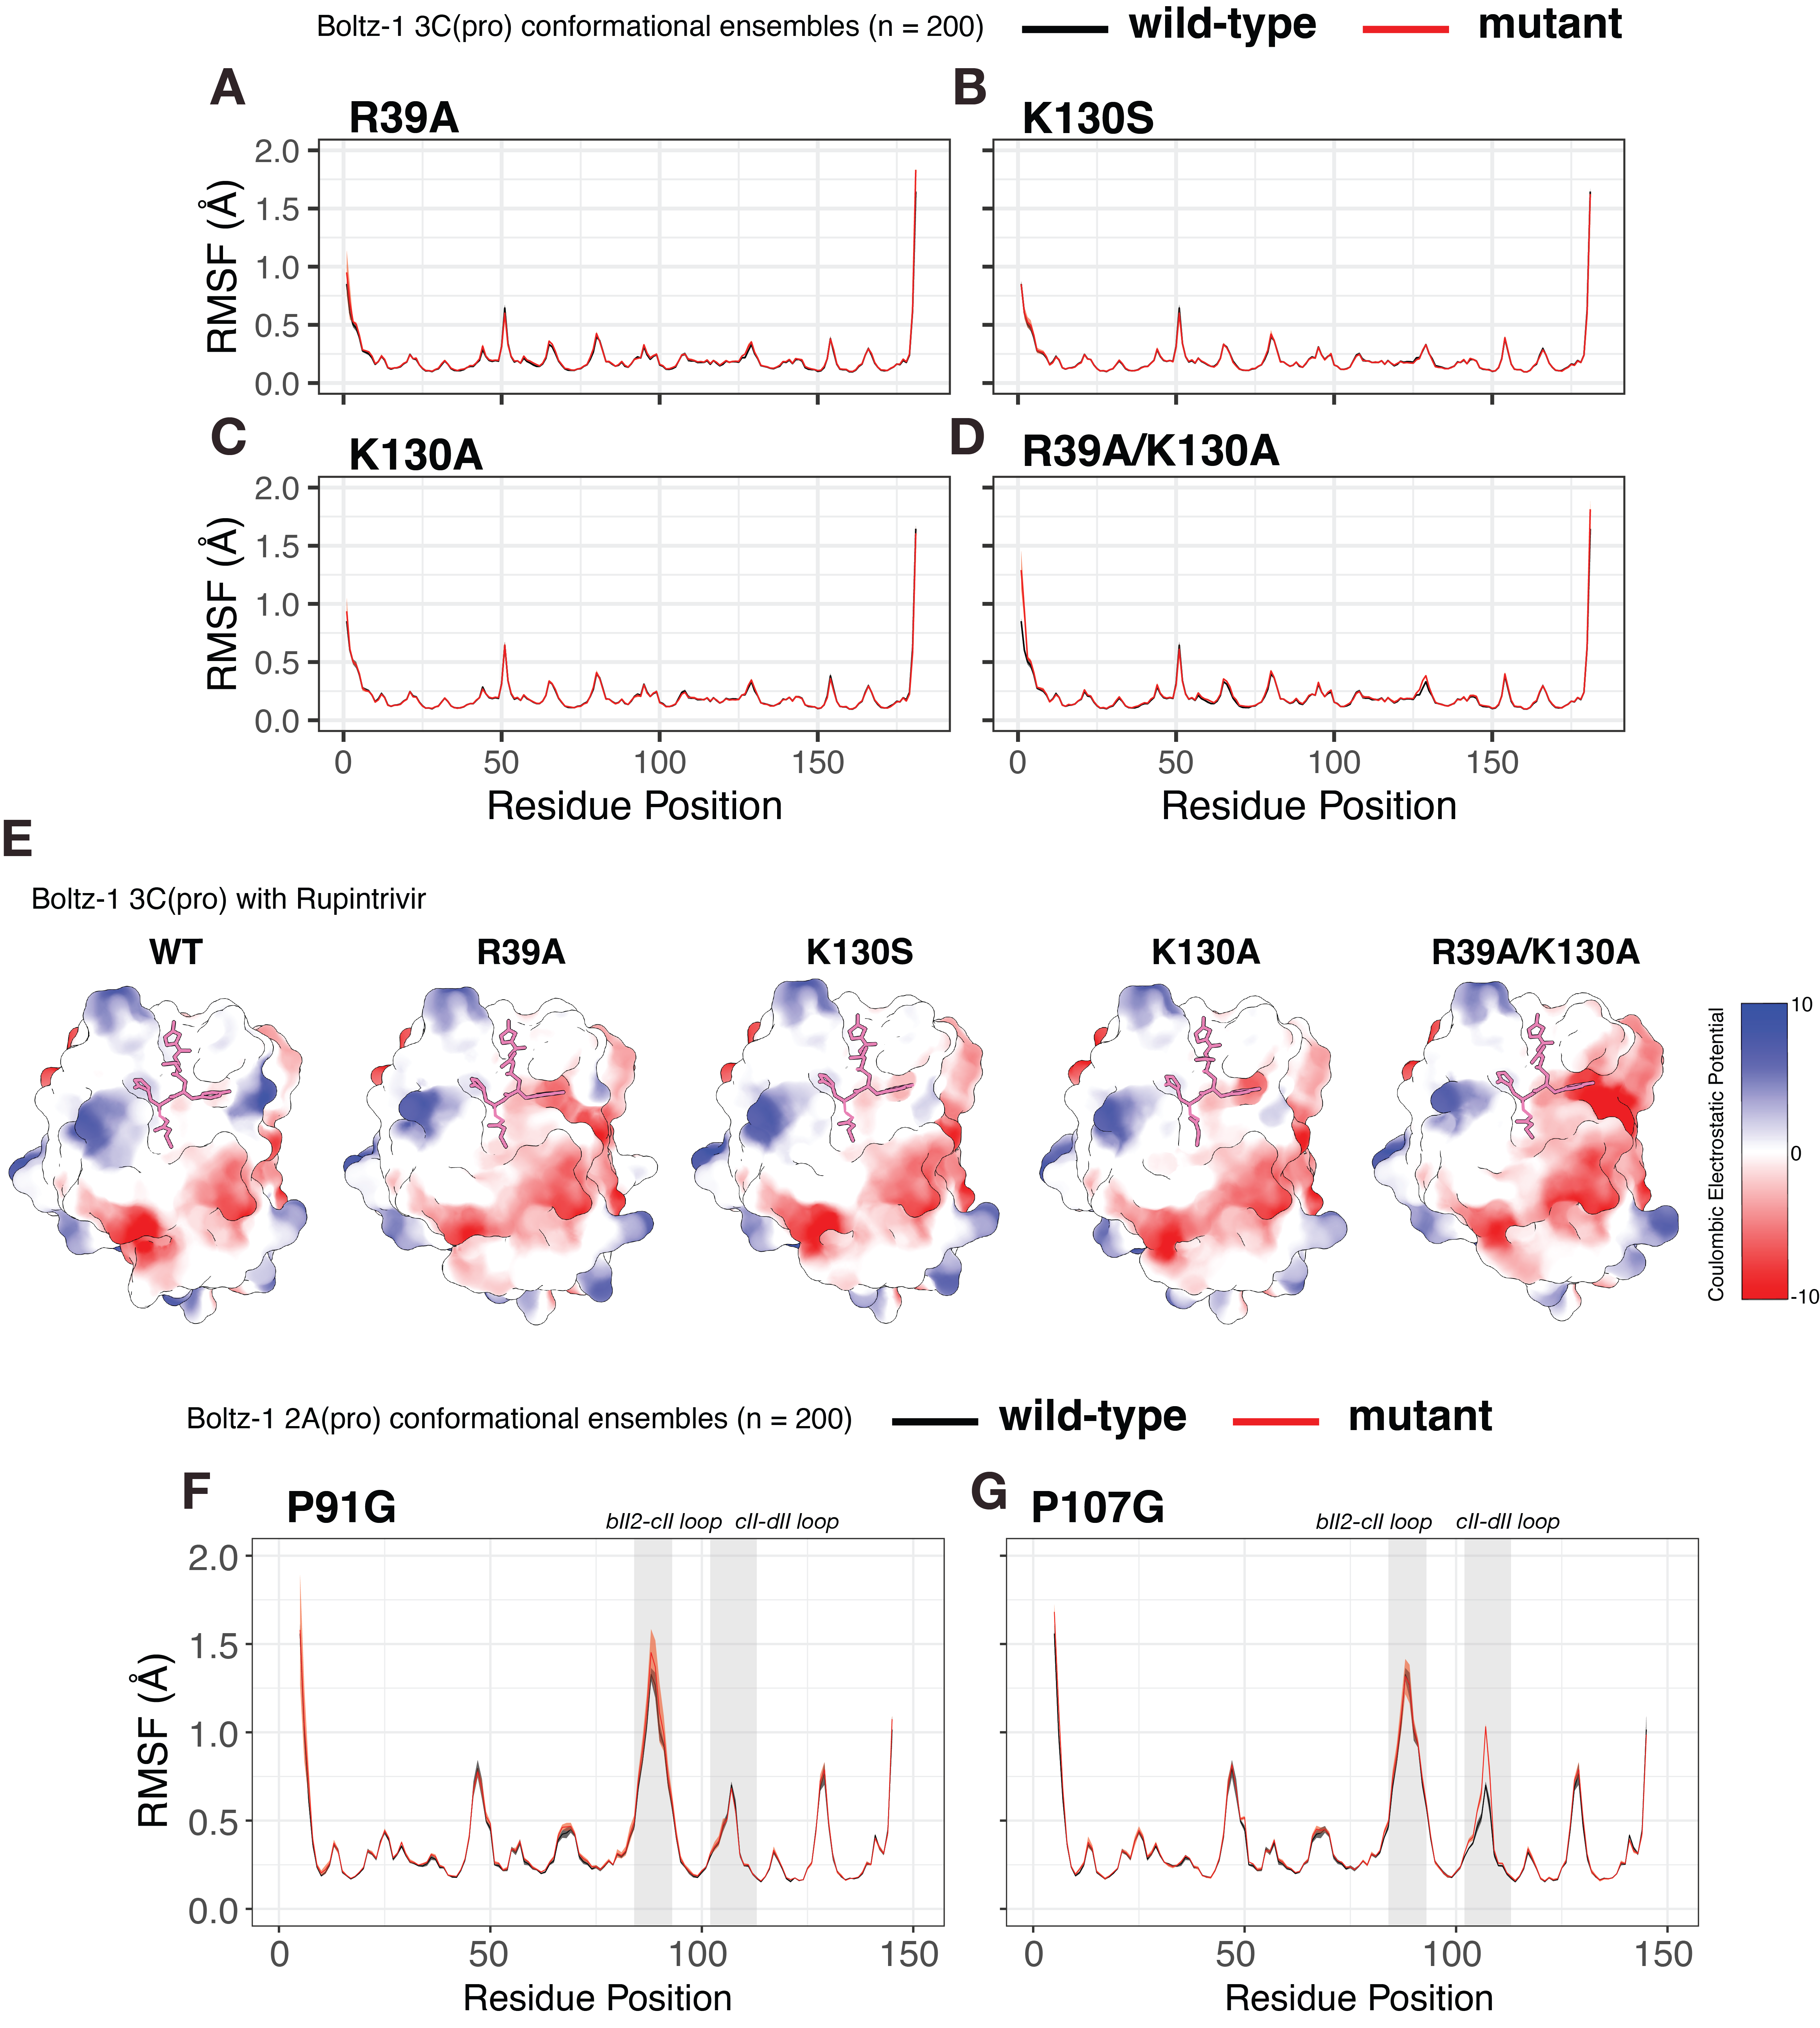 Boltz-1 3C(pro) conformational ensembles (n = 200) wild-type mutant
A B
R39A K130S
2.0
1.5
1.0
0.5
0.0
RMSF (Å)
C D
K130A R39A/K130A
2.0
1.5
1.0
0.5
0.0
RMSF (Å)
0 50 100 150 0 50 100 150
Residue Position Residue Position
E
Boltz-1 3C(pro) with Rupintrivir
WT R39A K130S K130A R39A/K130A
Coulombic Electrostatic Potential
10
0
-10
Boltz-1 2A(pro) conformational ensembles (n = 200) wild-type mutant
F G
P91G P107G
bII2-cII loop cII-dII loop bII2-cII loop cII-dII loop
2.0
1.5
1.0
0.5
0.0
RMSF (Å)
0 50 100 150 0 50 100 150
Residue Position Residue Position